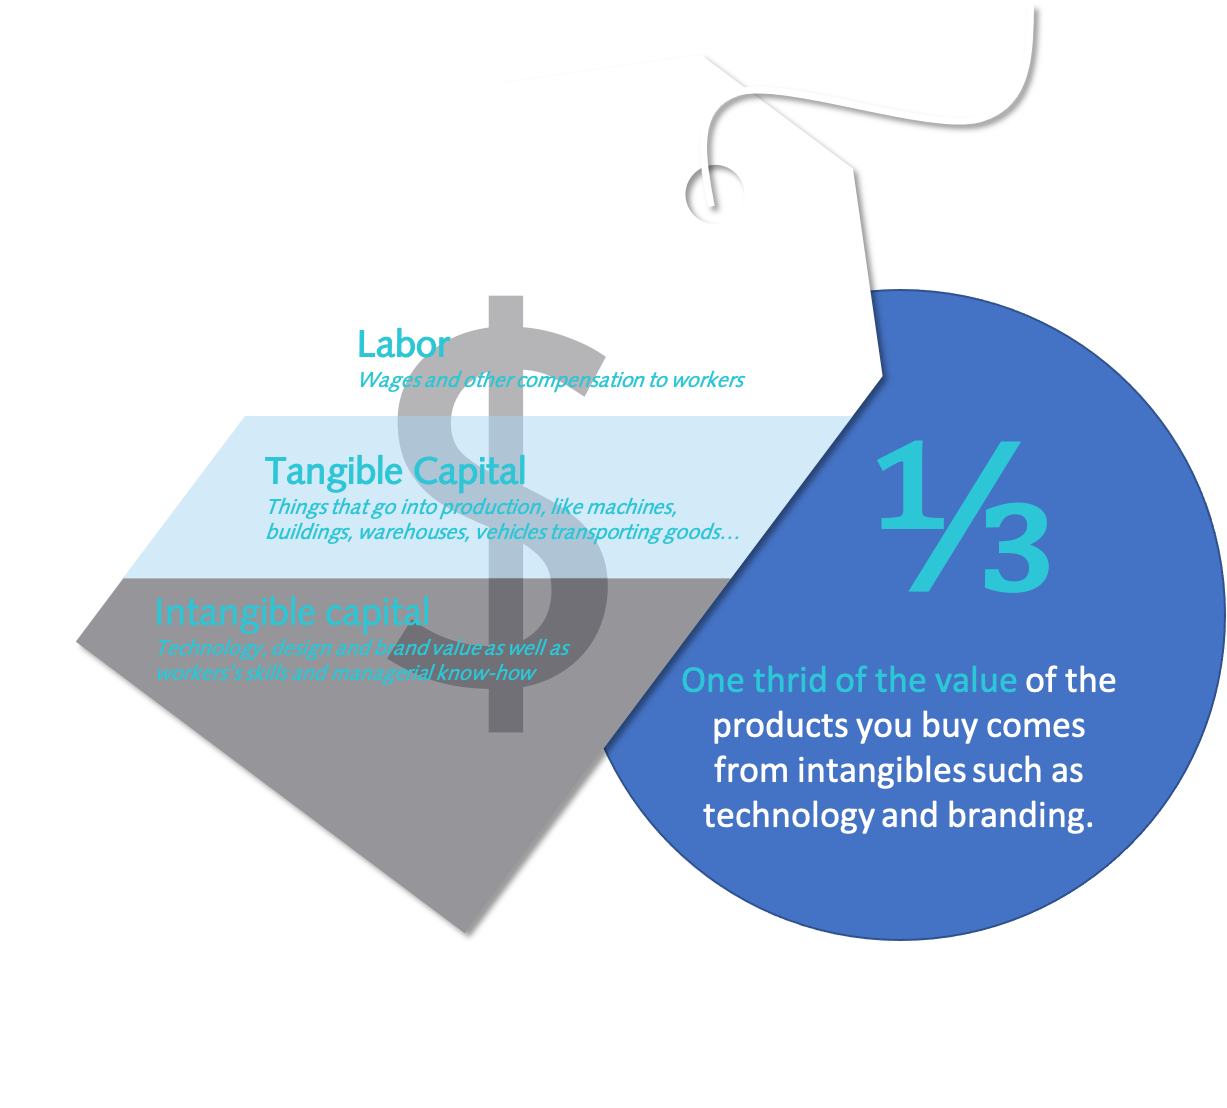 $
Labor
Wages and other compensation to workers
Tangible Capital
Things that go into production, like machines,
buildings, warehouses, vehicles transporting goods…
Intangible capital
Technology, design and brand value as well as
workers's skills and managerial know-how
⅓
One thrid of the value of the
products you buy comes
from intangibles such as
technology and branding.